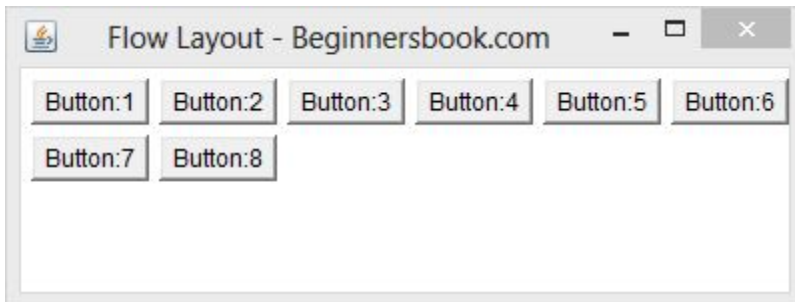 Flow Layout - Beginnersbook.com
Button:1 Button:2 Button:3 Button:4 Button:5 Button:6
Button:7 Button:8